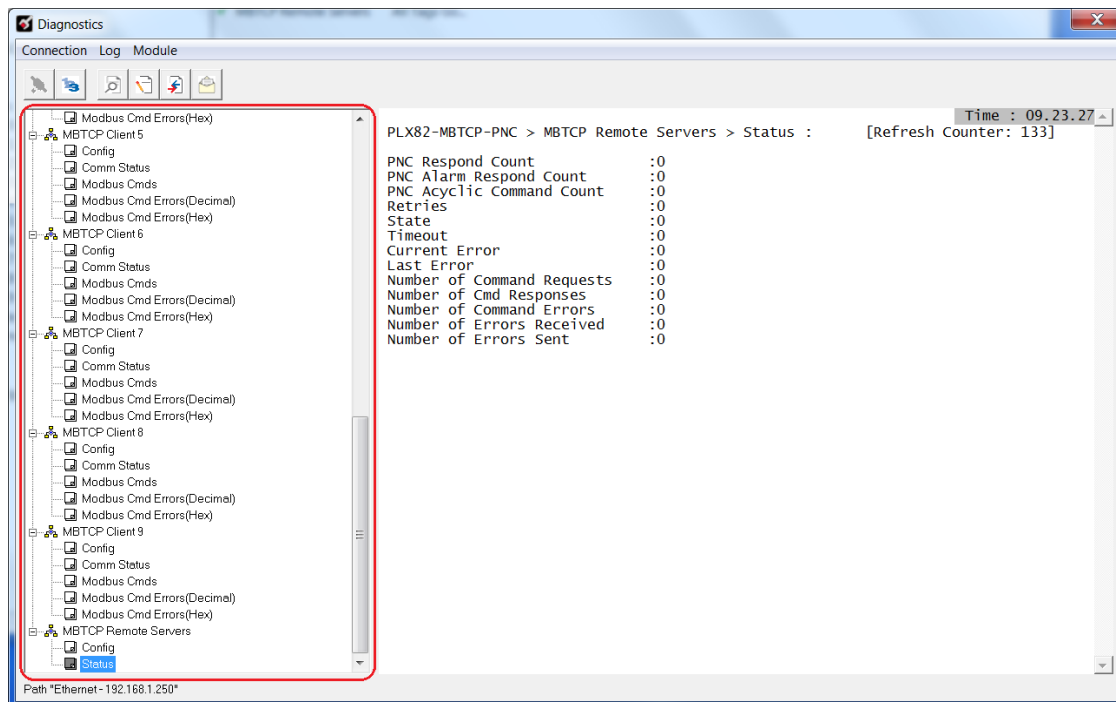 Diagnostics
Connection Log Module
Modbus Cmd Errors(Hex)
MBTCP Client 5
Config
Comm Status
Modbus Cmds
Modbus Cmd Errors(Decimal)
Modbus Cmd Errors(Hex)
MBTCP Client 6
Config
Comm Status
Modbus Cmds
Modbus Cmd Errors(Decimal)
Modbus Cmd Errors(Hex)
MBTCP Client 7
Config
Comm Status
Modbus Cmds
Modbus Cmd Errors(Decimal)
Modbus Cmd Errors(Hex)
MBTCP Client 8
Config
Comm Status
Modbus Cmds
Modbus Cmd Errors(Decimal)
Modbus Cmd Errors(Hex)
MBTCP Client 9
Config
Comm Status
Modbus Cmds
Modbus Cmd Errors(Decimal)
Modbus Cmd Errors(Hex)
MBTCP Remote Servers
Config
Status
Time : 09.23.27
PLX82-MBTCP-PNC > MBTCP Remote Servers > Status : [Refresh Counter: 133]
PNC Respond Count :0
PNC Alarm Respond Count :0
PNC Acyclic Command Count :0
Retries :0
State :0
Timeout :0
Current Error :0
Last Error :0
Number of Command Requests :0
Number of Cmd Responses :0
Number of Command Errors :0
Number of Errors Received :0
Number of Errors Sent :0
Path "Ethernet - 192.168.1.250"